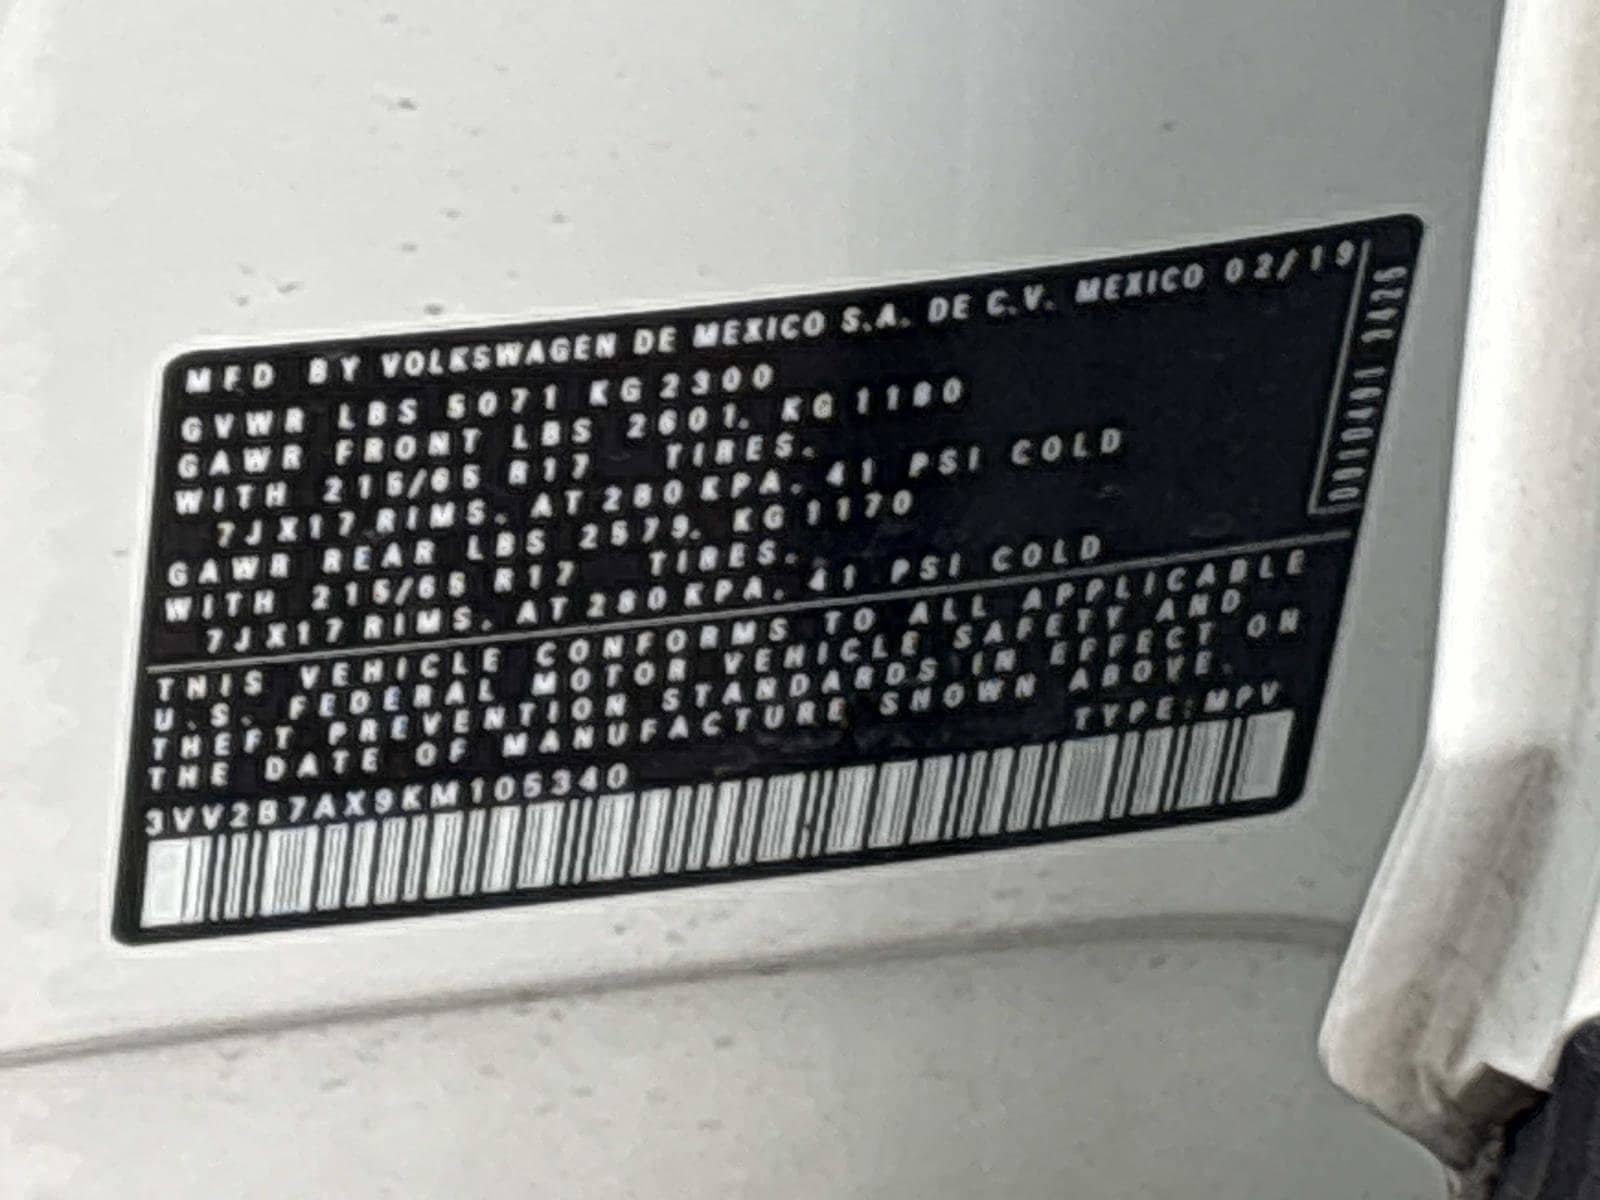 MFD BY VOLKSWAGEN DE MEXICO S.A. DE C.V. MEXICO 02/19
GVWR LBS 5071 KG 2300
GAWR FRONT LBS 2601. KG 1180
WITH 215/65 R17 TIRES.
7JX17 RIMS. AT 280 KPA. 41 PSI COLD
GAWR REAR LBS 2579. KG 1170
WITH 215/65 R17 TIRES.
7JX17 RIMS. AT 280 KPA. 41 PSI COLD
THIS VEHICLE CONFORMS TO ALL APPLICABLE
U.S. FEDERAL MOTOR VEHICLE SAFETY AND
THEFT PREVENTION STANDARDS IN EFFECT ON
THE DATE OF MANUFACTURE SHOWN ABOVE.
3VV2B7AX9KM105340 TYPE:MPV